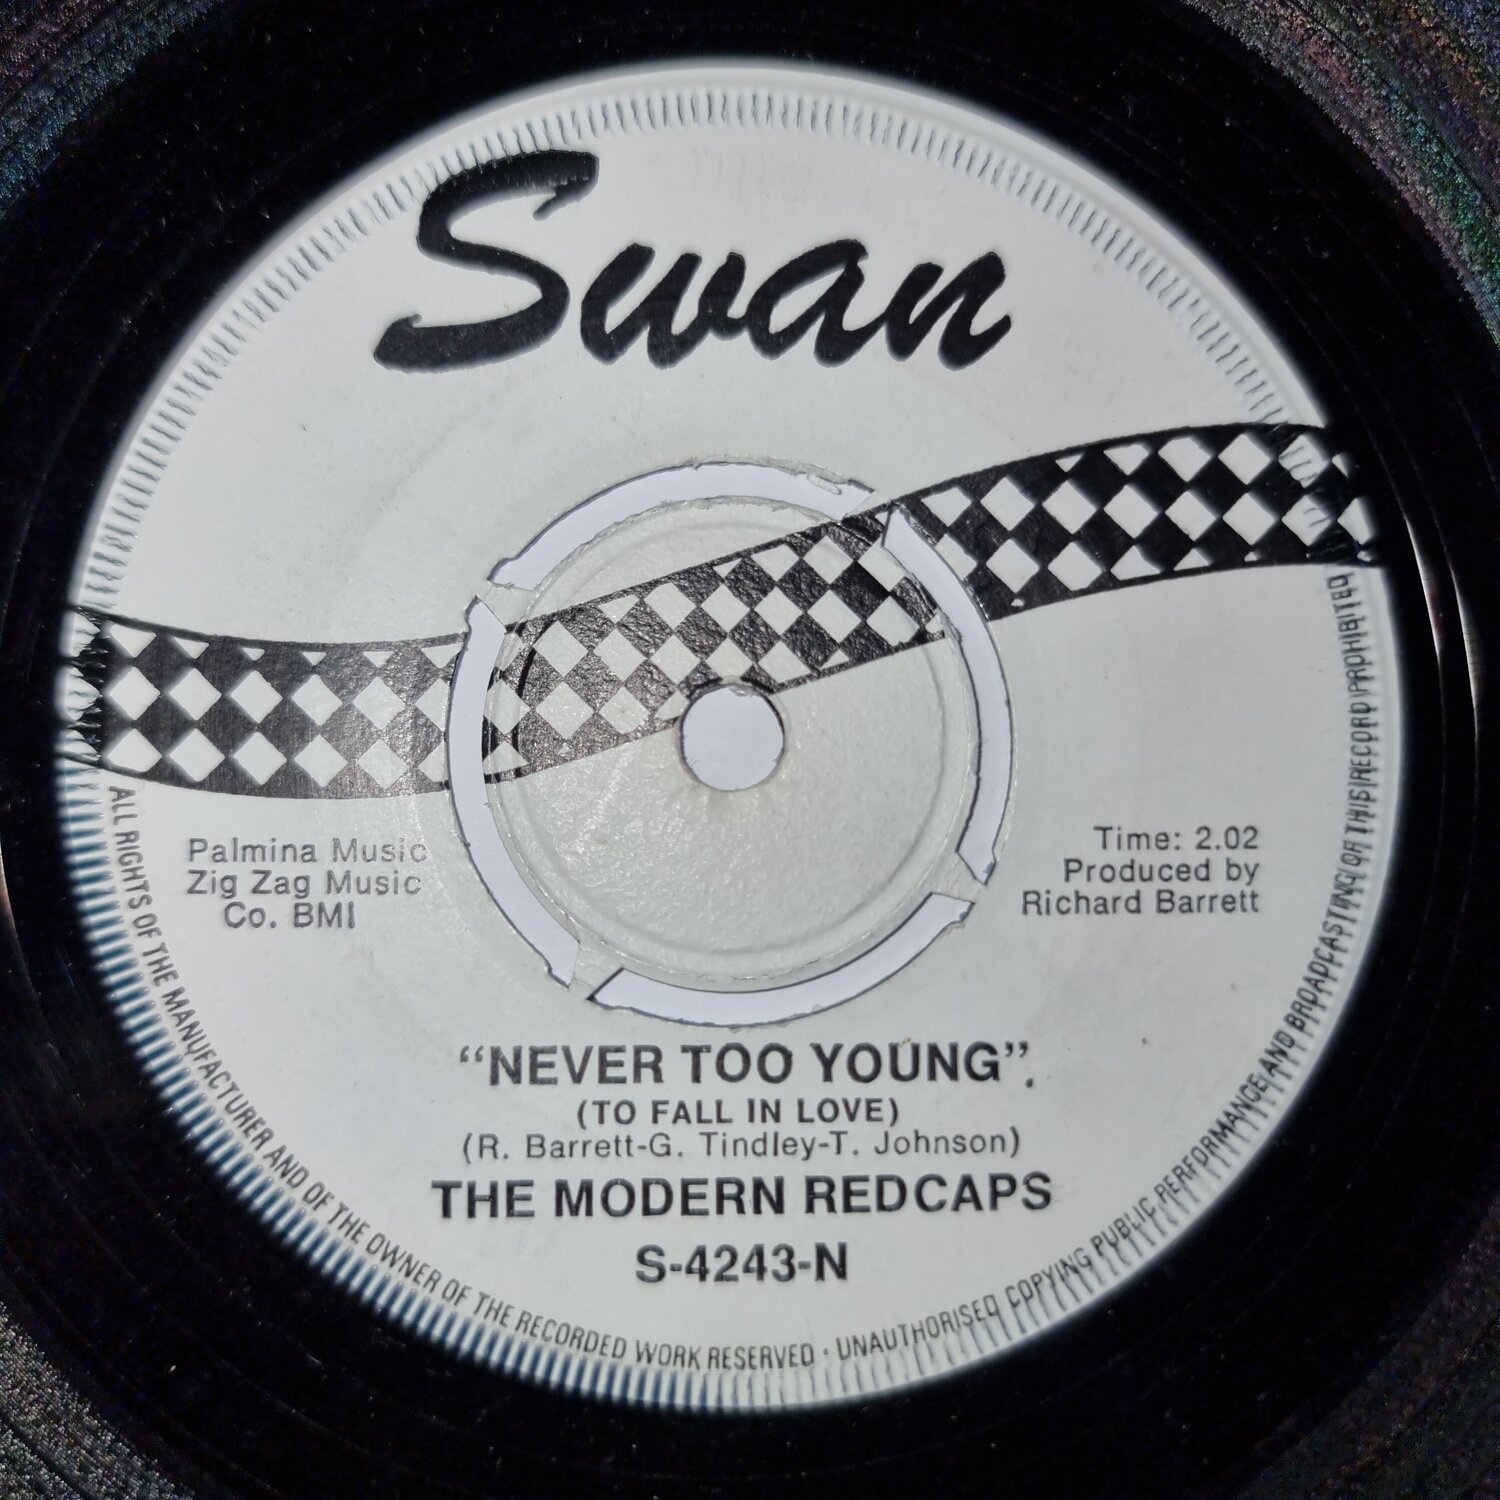 Swan
Palmina Music
Zig Zag Music
Co. BMI
Time: 2.02
Produced by
Richard Barrett
“NEVER TOO YOUNG”
(TO FALL IN LOVE)
(R. Barrett-G. Tindley-T. Johnson)
THE MODERN REDCAPS
S-4243-N
ALL RIGHTS OF THE MANUFACTURER AND OF THE OWNER OF THE RECORDED WORK RESERVED · UNAUTHORISED COPYING PUBLIC PERFORMANCE AND BROADCASTING OF THIS RECORD PROHIBITED